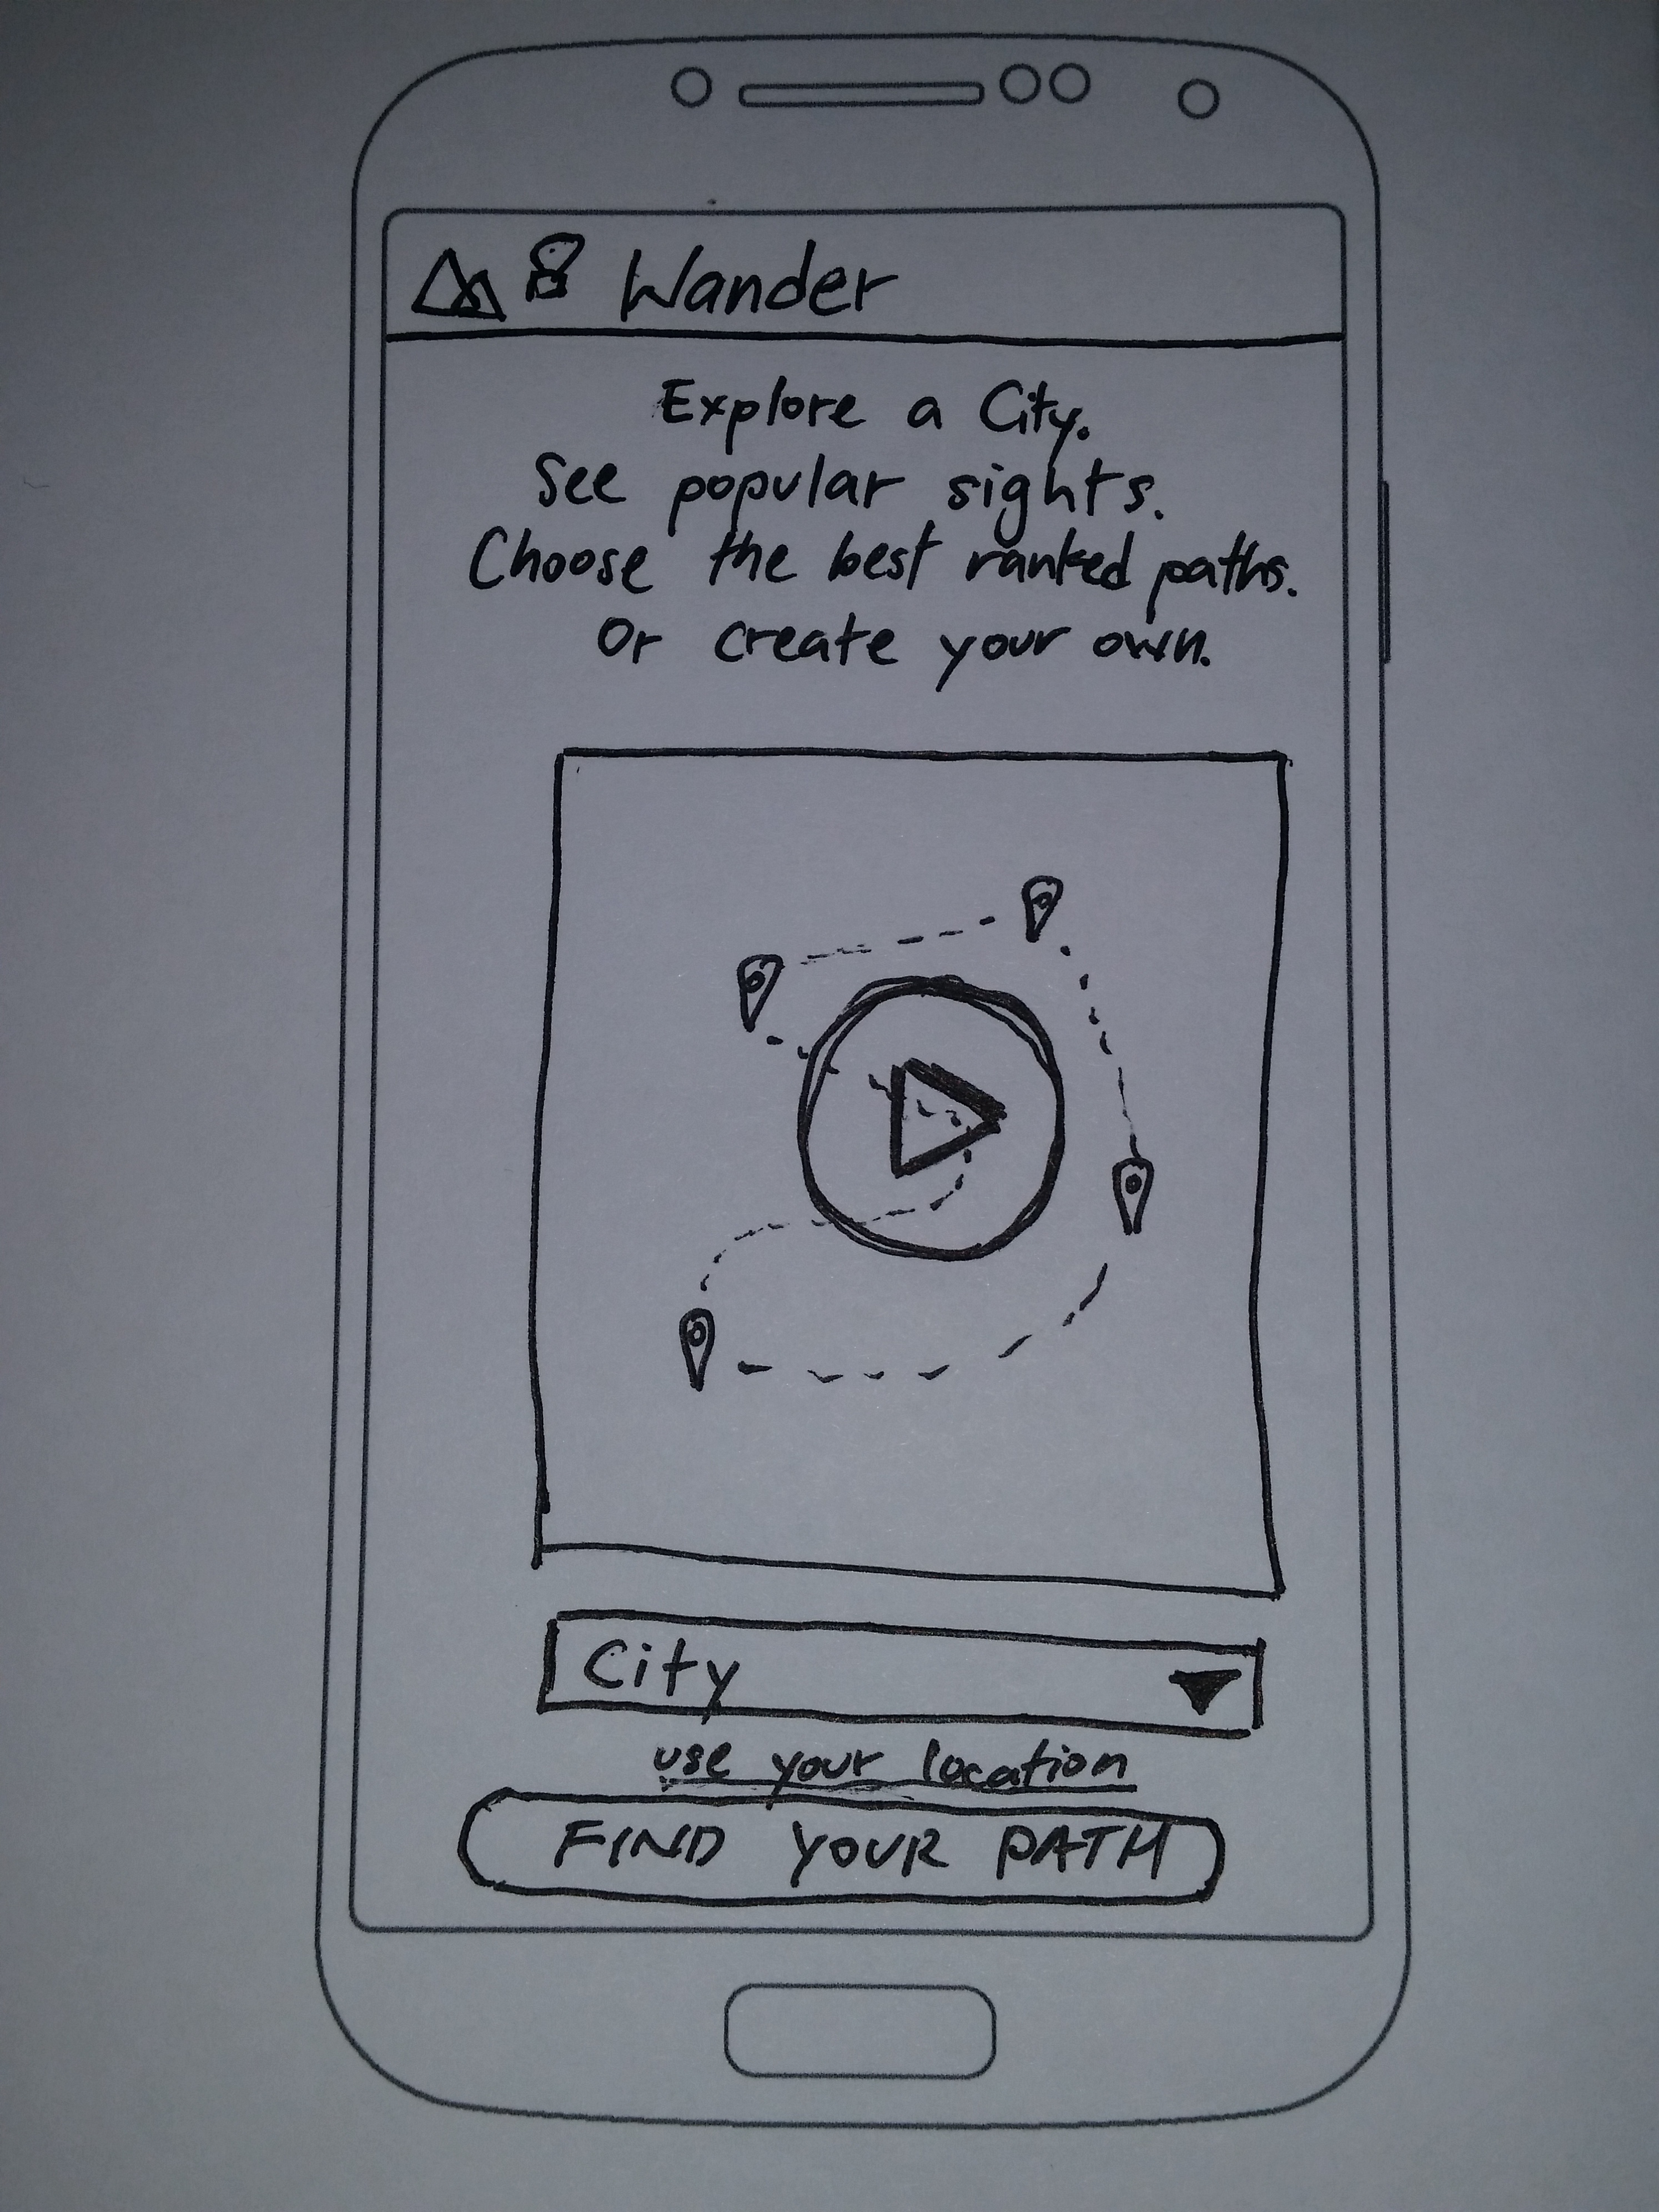 Wander
Explore a City.
See popular sights.
Choose the best ranked paths.
Or create your own.
City
use your location
FIND YOUR PATH